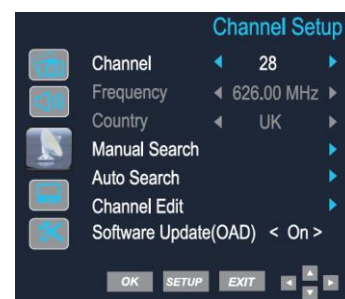 Channel Setup
Channel 28
Frequency 626.00 MHz
Country UK
Manual Search
Auto Search
Channel Edit
Software Update(OAD) < On >
OK SETUP EXIT